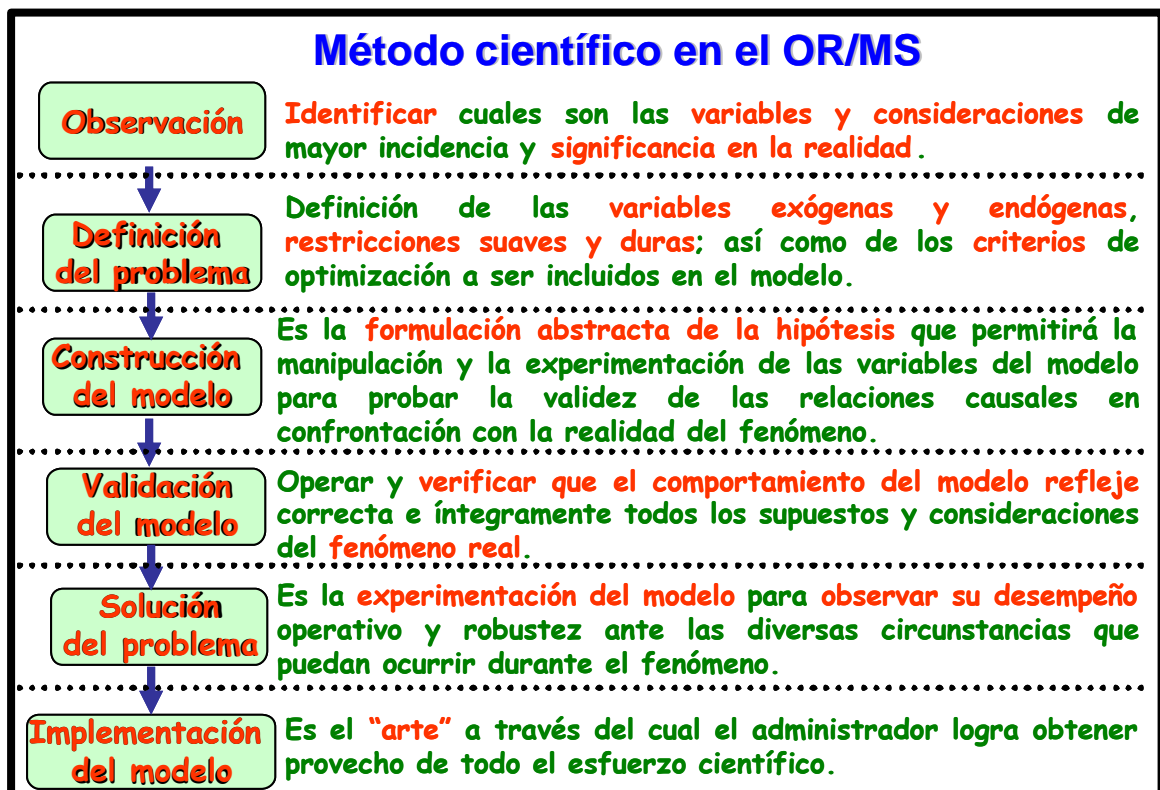 Método científico en el OR/MS
Observación
Identificar cuales son las variables y consideraciones de
mayor incidencia y significancia en la realidad.
Definición
del problema
Definición de las variables exógenas y endógenas,
restricciones suaves y duras; así como de los criterios de
optimización a ser incluidos en el modelo.
Construcción
del modelo
Es la formulación abstracta de la hipótesis que permitirá la
manipulación y la experimentación de las variables del modelo
para probar la validez de las relaciones causales en
confrontación con la realidad del fenómeno.
Validación
del modelo
Operar y verificar que el comportamiento del modelo refleje
correcta e íntegramente todos los supuestos y consideraciones
del fenómeno real.
Solución
del problema
Es la experimentación del modelo para observar su desempeño
operativo y robustez ante las diversas circunstancias que
puedan ocurrir durante el fenómeno.
Implementación
del modelo
Es el “arte” a través del cual el administrador logra obtener
provecho de todo el esfuerzo científico.